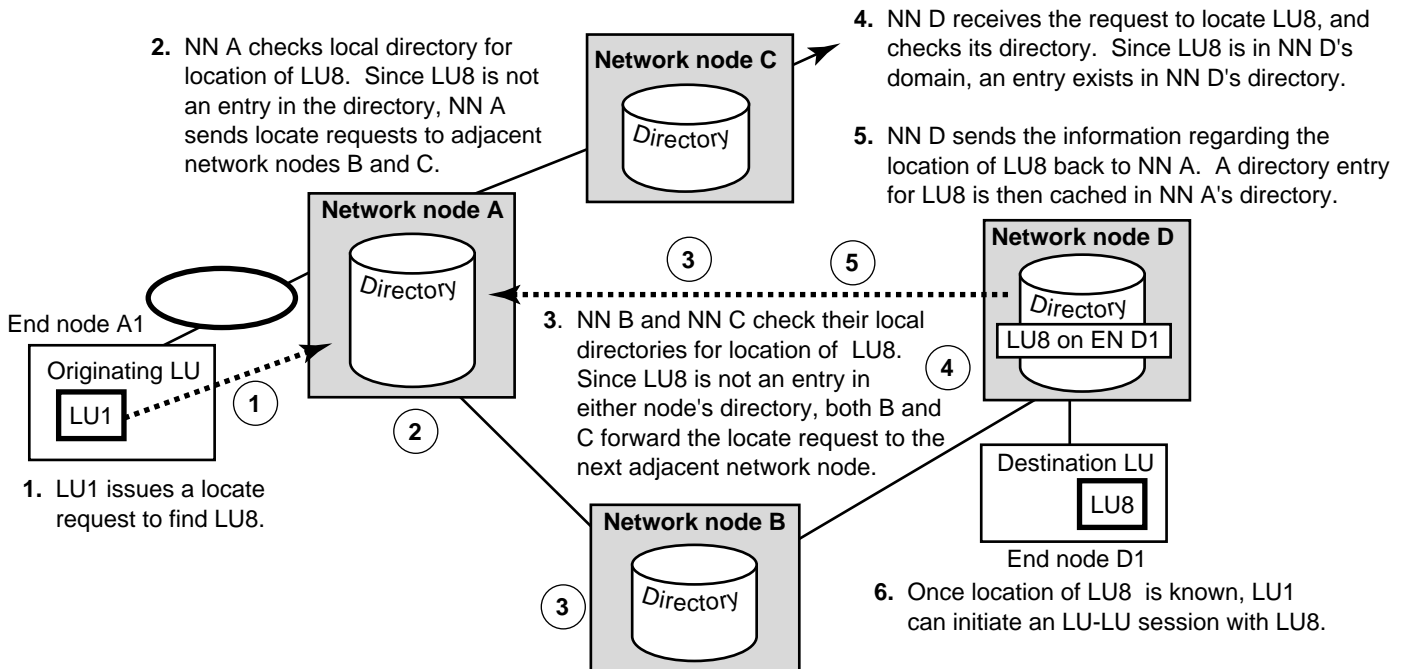 2. NN A checks local directory for
location of LU8. Since LU8 is not
an entry in the directory, NN A
sends locate requests to adjacent
network nodes B and C.
Network node C
Directory
4. NN D receives the request to locate LU8, and
checks its directory. Since LU8 is in NN D's
domain, an entry exists in NN D's directory.
5. NN D sends the information regarding the
location of LU8 back to NN A. A directory entry
for LU8 is then cached in NN A's directory.
Network node A
Directory
Network node D
Directory
LU8 on EN D1
3
5
End node A1
Originating LU
LU1
1
2
3. NN B and NN C check their local
directories for location of LU8.
Since LU8 is not an entry in
either node's directory, both B and
C forward the locate request to the
next adjacent network node.
4
1. LU1 issues a locate
request to find LU8.
Destination LU
LU8
End node D1
Network node B
Directory
3
6. Once location of LU8 is known, LU1
can initiate an LU-LU session with LU8.